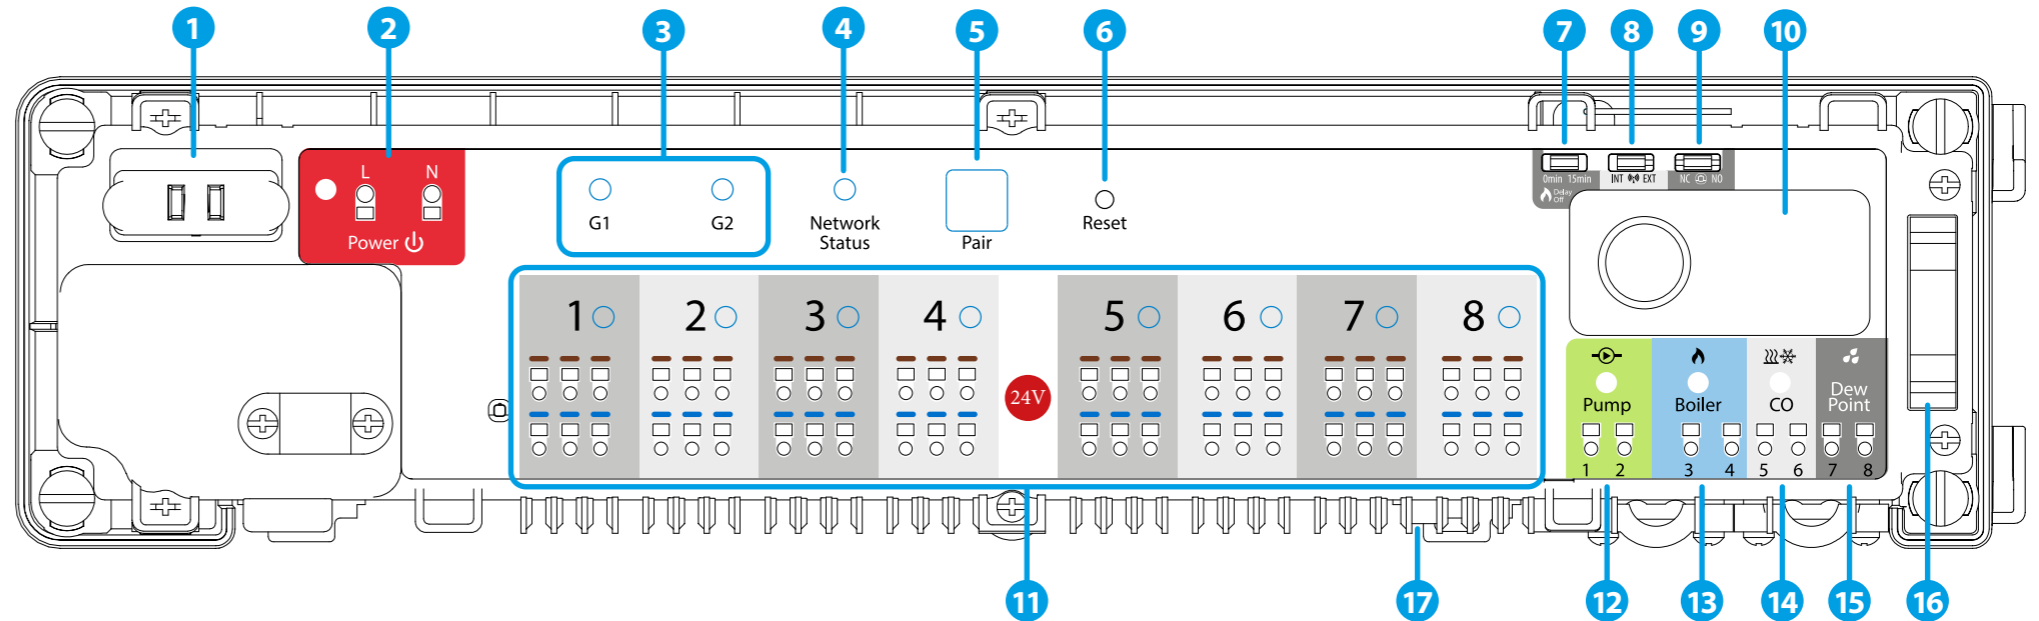 1 2 3 4 5 6 7 8 9 10
L N
Power
G1 G2
Network
Status
Pair
Reset
0min 15min
Delay
Off
INT EXT
NC NO
1 2 3 4 5 6 7 8
24V
Pump Boiler CO Dew
Point
1 2 3 4 5 6 7 8
11 17 12 13 14 15 16